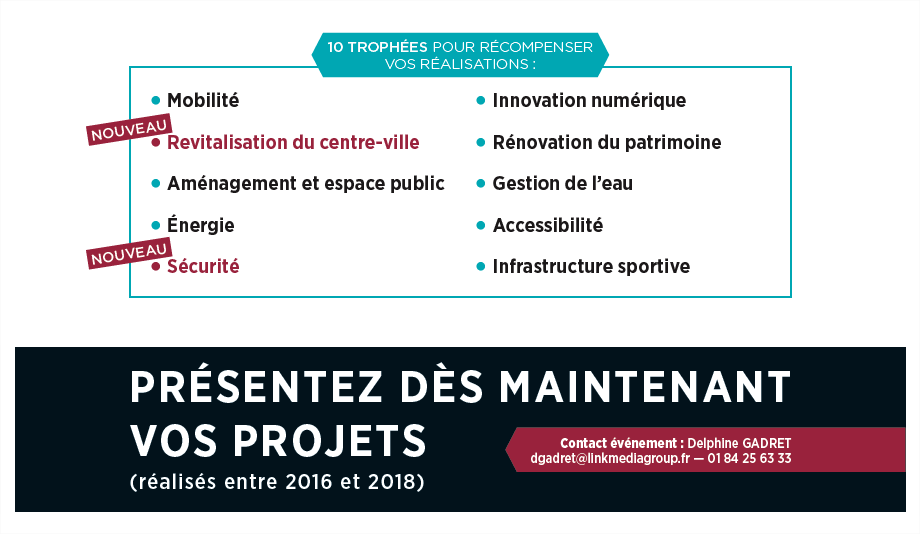 10 TROPHÉES POUR RÉCOMPENSER
VOS RÉALISATIONS :
Mobilité
NOUVEAU
Revitalisation du centre-ville
Aménagement et espace public
Énergie
NOUVEAU
Sécurité
Innovation numérique
Rénovation du patrimoine
Gestion de l’eau
Accessibilité
Infrastructure sportive
PRÉSENTEZ DÈS MAINTENANT
VOS PROJETS
(réalisés entre 2016 et 2018)
Contact événement : Delphine GADRET
dgadret@linkmediagroup.fr — 01 84 25 63 33